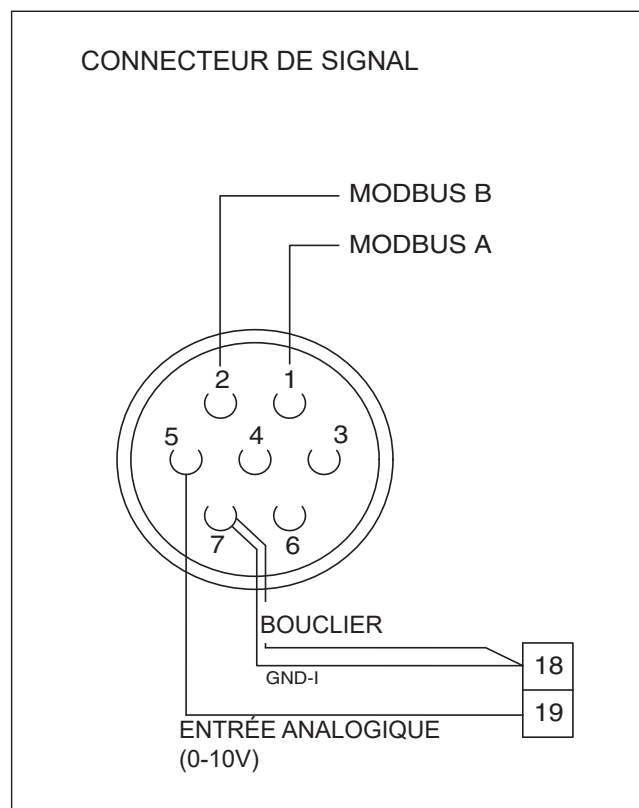 CONNECTEUR DE SIGNAL
MODBUS B
MODBUS A
2 1
5 4 3
7 6
BOUCLIER
18
GND-I
19
ENTRÉE ANALOGIQUE
(0-10V)